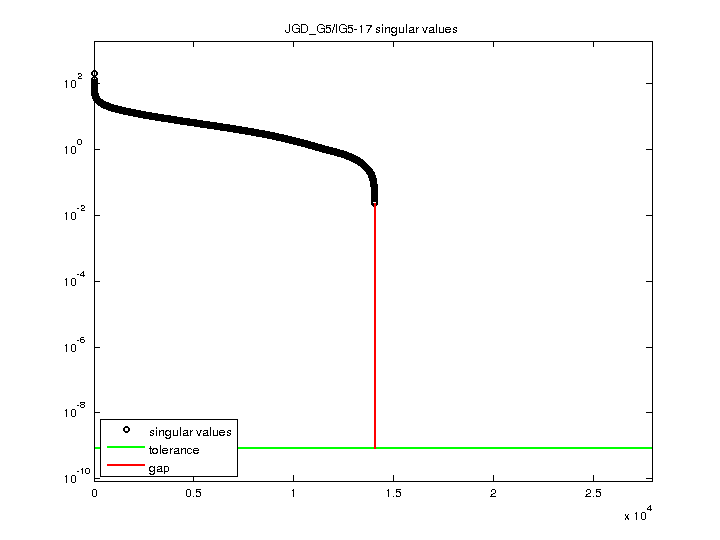 JGD_G5/IG5-17 singular values
10^2
10^0
10^-2
10^-4
10^-6
10^-8
10^-10
singular values
tolerance
gap
0 0.5 1 1.5 2 2.5
x 10^4